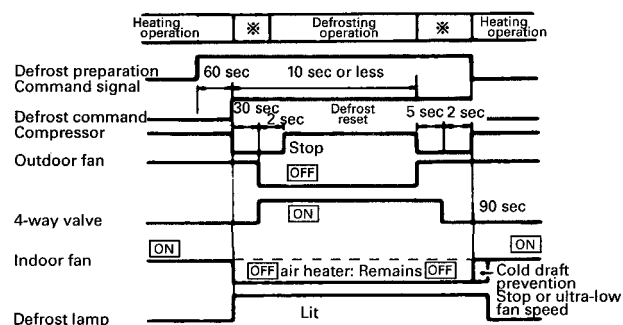 Heating operation ※ Defrosting operation ※ Heating operation
Defrost preparation
Command signal
60 sec
10 sec or less
Defrost command
30 sec
2 sec
Defrost reset
5 sec
2 sec
Compressor
Stop
Outdoor fan
OFF
4-way valve
ON
90 sec
ON
ON
Indoor fan
OFF air heater: Remains OFF
Cold draft
prevention
Stop or ultra-low
fan speed
Defrost lamp
Lit